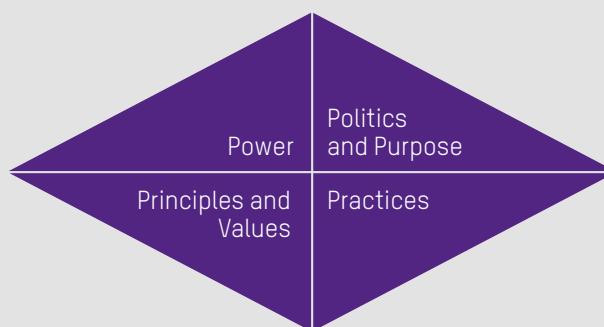 Power
Politics
and Purpose
Principles and
Values
Practices